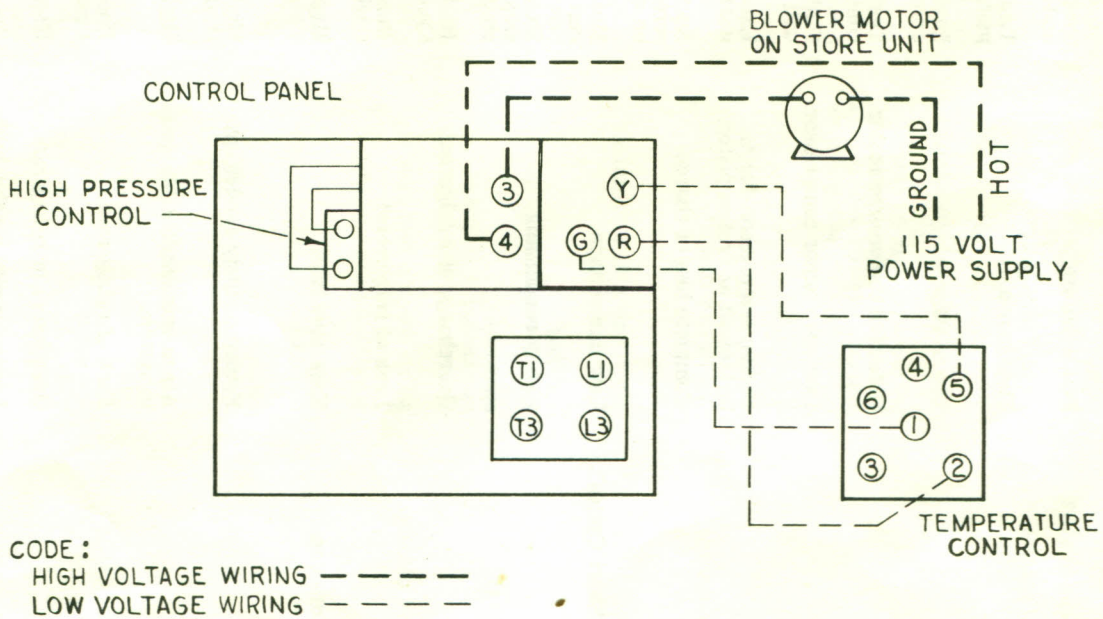 BLOWER MOTOR
ON STORE UNIT
CONTROL PANEL
HIGH PRESSURE
CONTROL
3
4
Y
G
R
GROUND
HOT
115 VOLT
POWER SUPPLY
T1
L1
T3
L3
4
5
6
1
3
2
TEMPERATURE
CONTROL
CODE:
HIGH VOLTAGE WIRING
LOW VOLTAGE WIRING